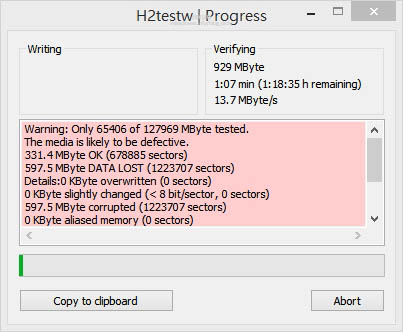 H2testw | Progress
Writing
Verifying
929 MByte
1:07 min (1:18:35 h remaining)
13.7 MByte/s
Warning: Only 65406 of 127969 MByte tested.
The media is likely to be defective.
331.4 MByte OK (678885 sectors)
597.5 MByte DATA LOST (1223707 sectors)
Details:0 KByte overwritten (0 sectors)
0 KByte slightly changed (< 8 bit/sector, 0 sectors)
597.5 MByte corrupted (1223707 sectors)
0 KByte aliased memory (0 sectors)
Copy to clipboard
Abort